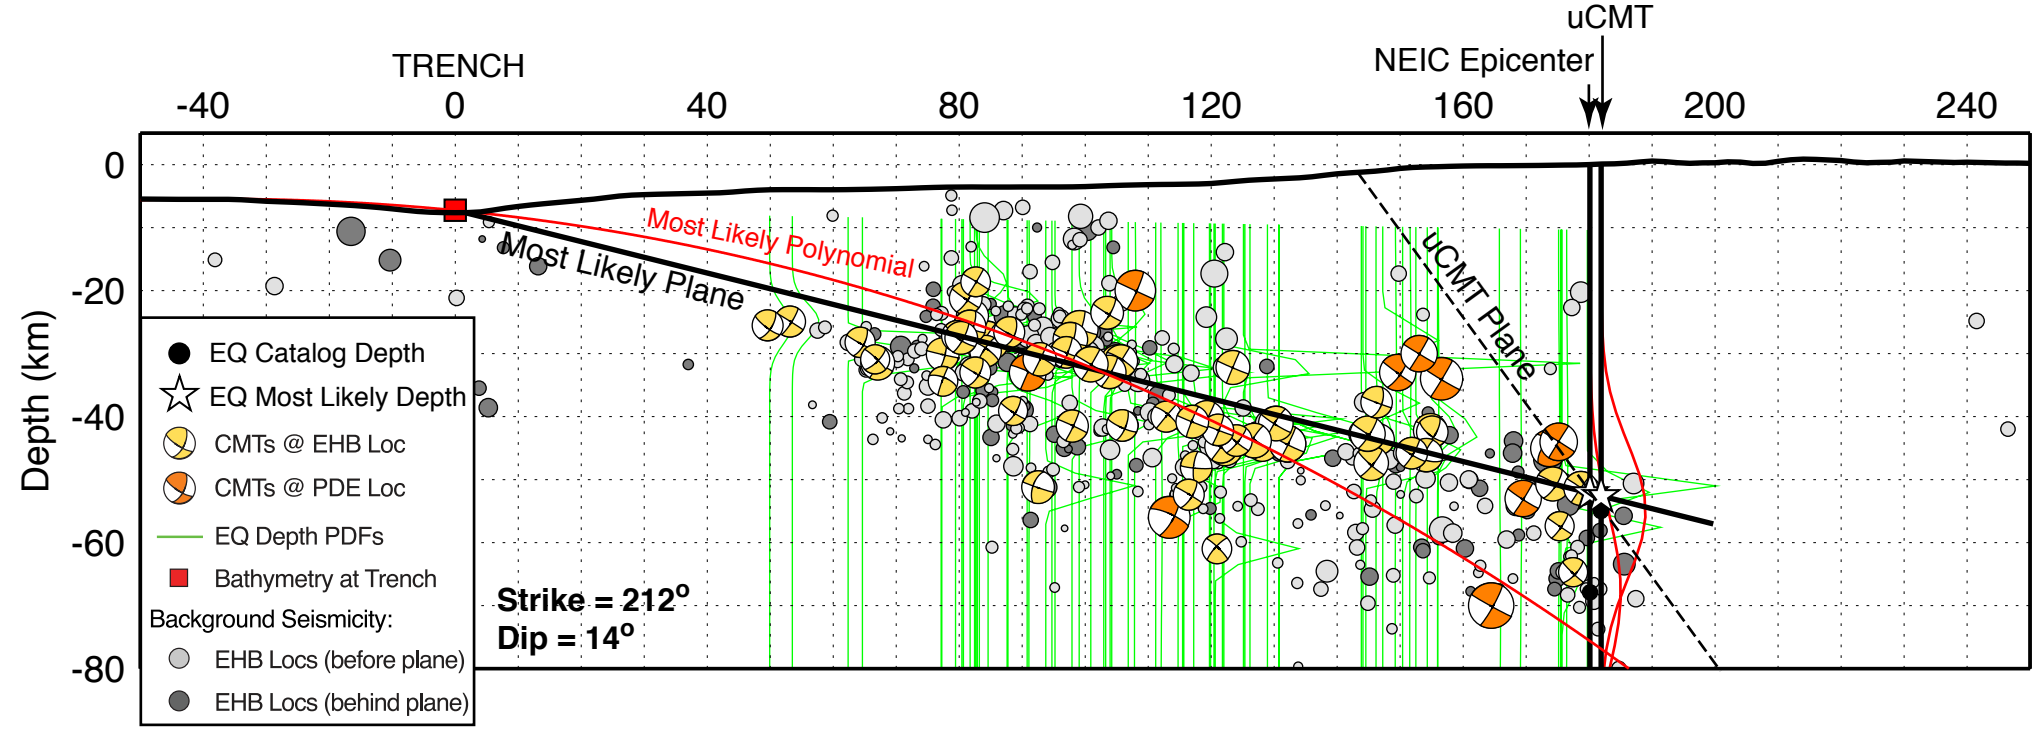 uCMT
NEIC Epicenter
TRENCH
-40 0 40 80 120 160 200 240
0
-20
-40
-60
-80
Depth (km)
Most Likely Polynomial
Most Likely Plane
uCMT Plane
EQ Catalog Depth
EQ Most Likely Depth
CMTs @ EHB Loc
CMTs @ PDE Loc
EQ Depth PDFs
Bathymetry at Trench
Background Seismicity:
EHB Locs (before plane)
EHB Locs (behind plane)
Strike = 212º
Dip = 14º